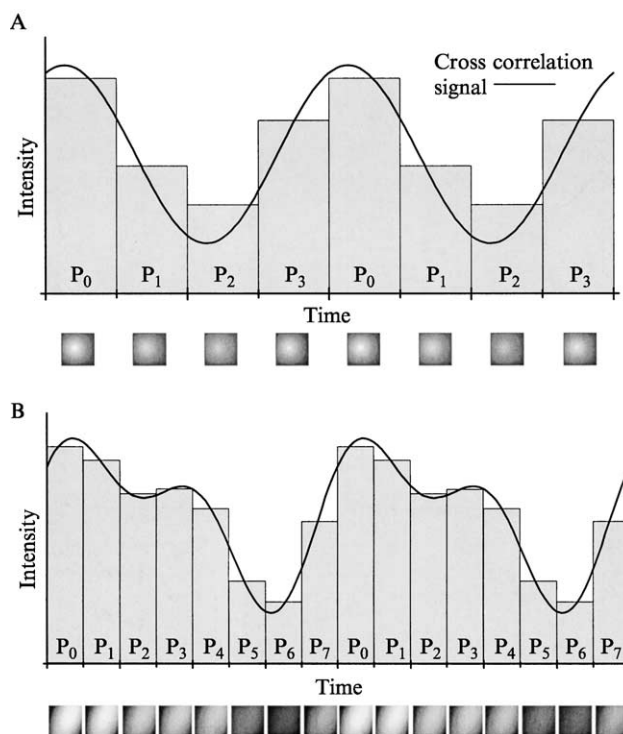 A
Cross correlation
signal
Intensity
P0 P1 P2 P3 P0 P1 P2 P3
Time
B
Intensity
P0 P1 P2 P3 P4 P5 P6 P7 P0 P1 P2 P3 P4 P5 P6 P7
Time